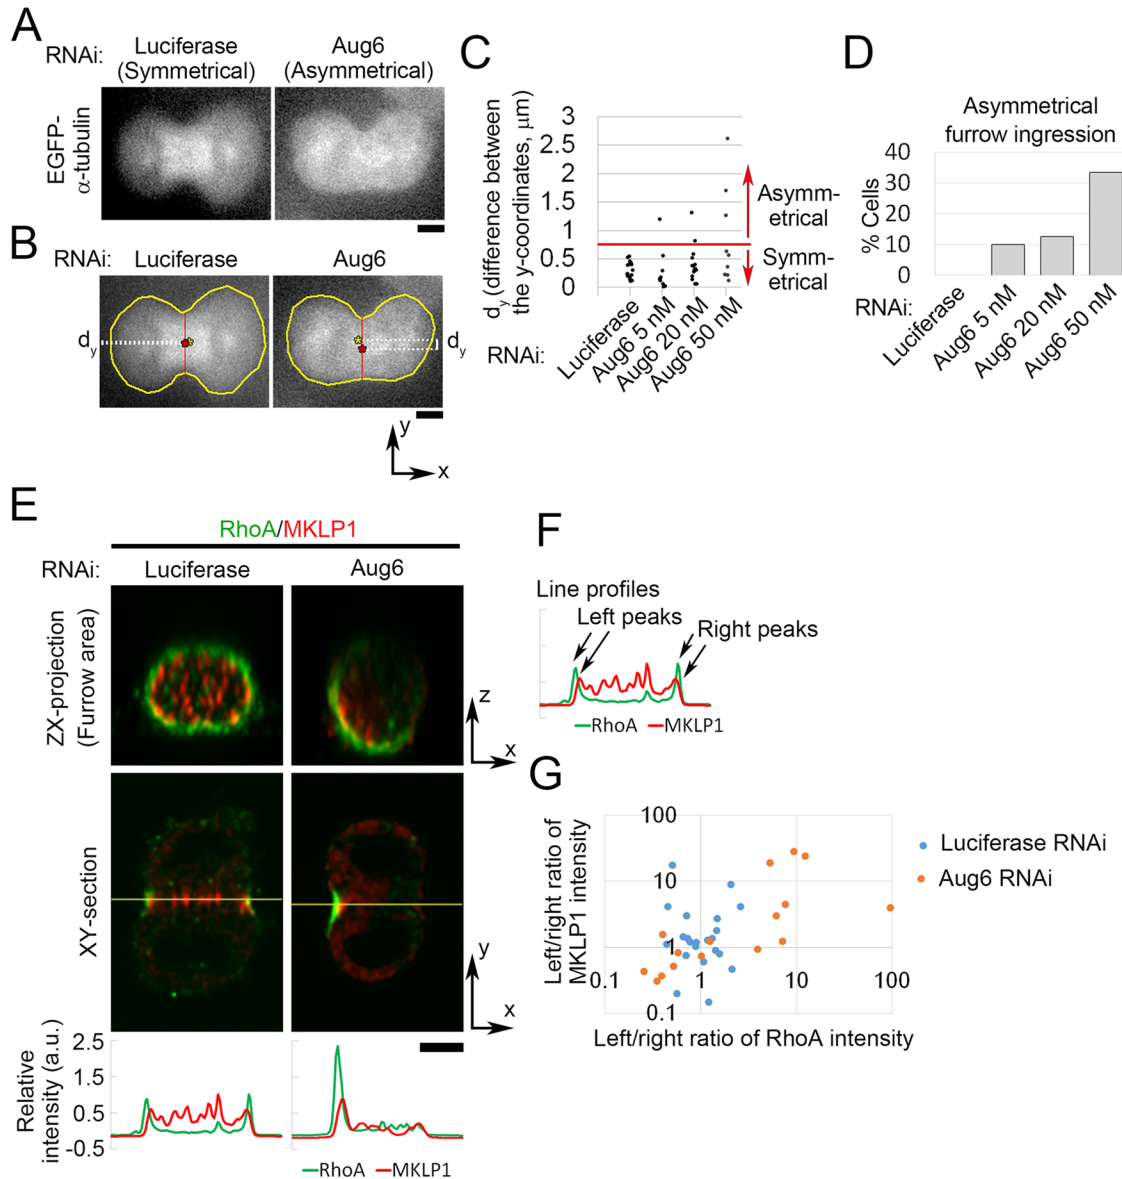 A
RNAi:
Luciferase
(Symmetrical)
Aug6
(Asymmetrical)
EGFP-
α-tubulin
B
RNAi:
Luciferase
Aug6
dy
dy
y
x
C
dy (difference between
the y-coordinates, μm)
3
2.5
2
1.5
1
0.5
0
Asymm-
etrical
Symm-
etrical
RNAi:
Luciferase
Aug6 5 nM
Aug6 20 nM
Aug6 50 nM
D
Asymmetrical
furrow ingression
% Cells
40
30
20
10
0
RNAi:
Luciferase
Aug6 5 nM
Aug6 20 nM
Aug6 50 nM
E
RhoA/MKLP1
RNAi:
Luciferase
Aug6
ZX-projection
(Furrow area)
z
x
XY-section
y
x
Relative
intensity (a.u.)
2.5
1.5
0.5
-0.5
RhoA
MKLP1
F
Line profiles
Left peaks
Right peaks
RhoA
MKLP1
G
Left/right ratio of
MKLP1 intensity
100
10
1
0.1
0.1
1
10
100
Left/right ratio of RhoA intensity
Luciferase RNAi
Aug6 RNAi